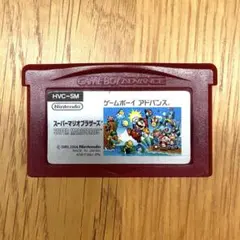 GAME BOY ADVANCE
HVC-SM
Nintendo
ゲームボーイ アドバンス
スーパーマリオブラザーズ
SUPER MARIO BROS.